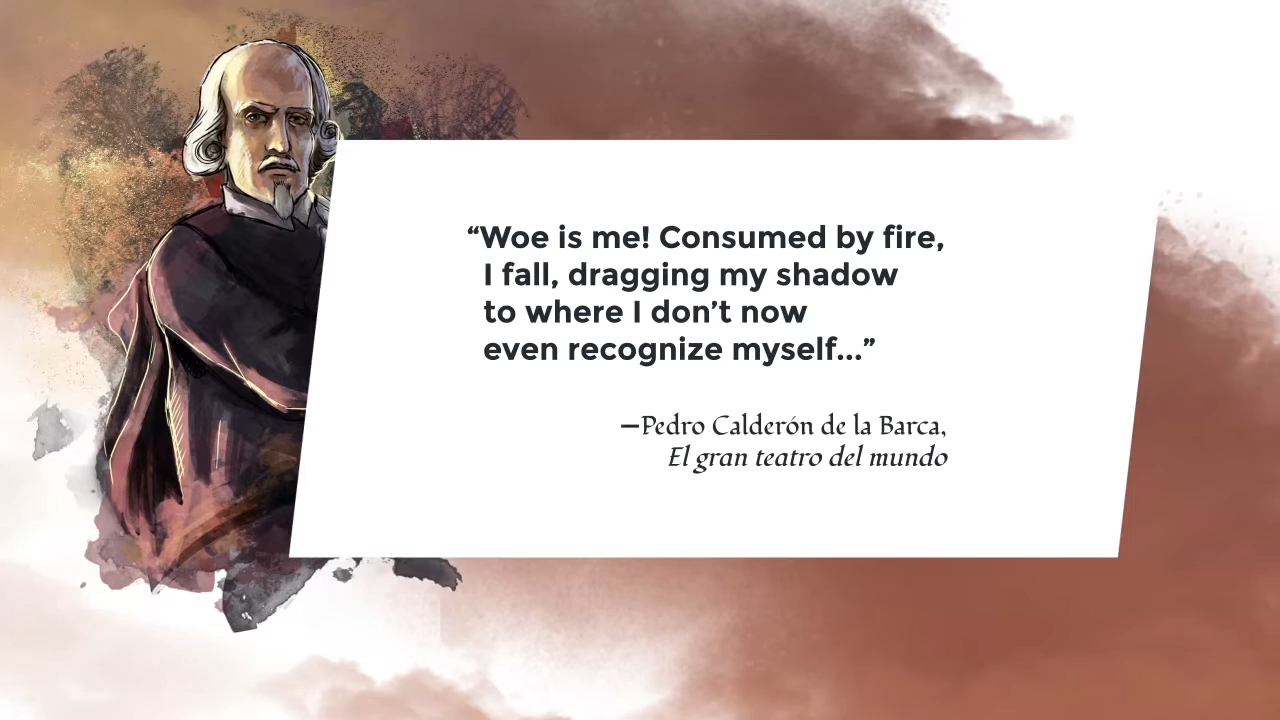 “Woe is me! Consumed by fire,
I fall, dragging my shadow
to where I don’t now
even recognize myself...”
—Pedro Calderón de la Barca,
El gran teatro del mundo